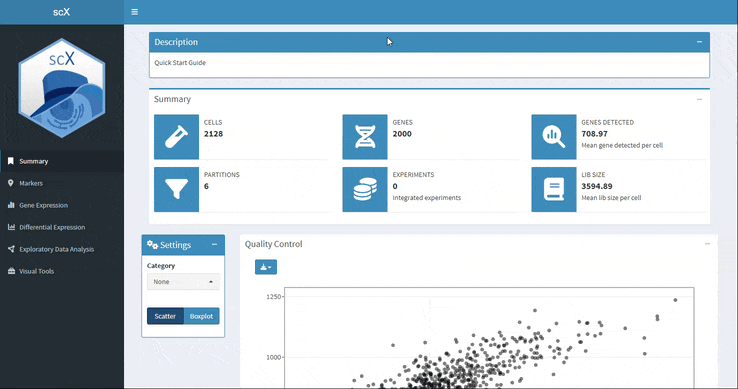 scX
scX
Summary
Markers
Gene Expression
Differential Expression
Exploratory Data Analysis
Visual Tools
Description
Quick Start Guide
Summary
CELLS
2128
GENES
2000
GENES DETECTED
708.97
Mean gene detected per cell
PARTITIONS
6
EXPERIMENTS
0
Integrated experiments
LIB SIZE
3594.89
Mean lib size per cell
Settings
Category
None
Scatter Boxplot
Quality Control
1250
1000